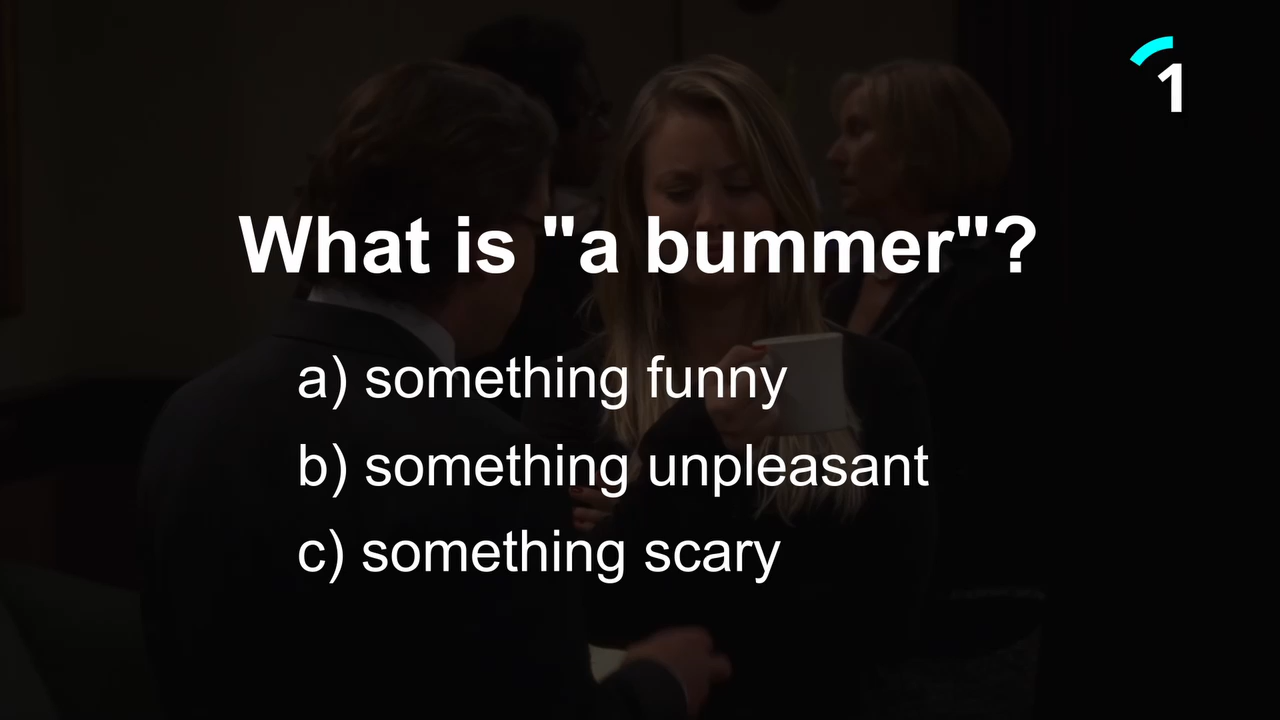 1
What is "a bummer"?
a) something funny
b) something unpleasant
c) something scary